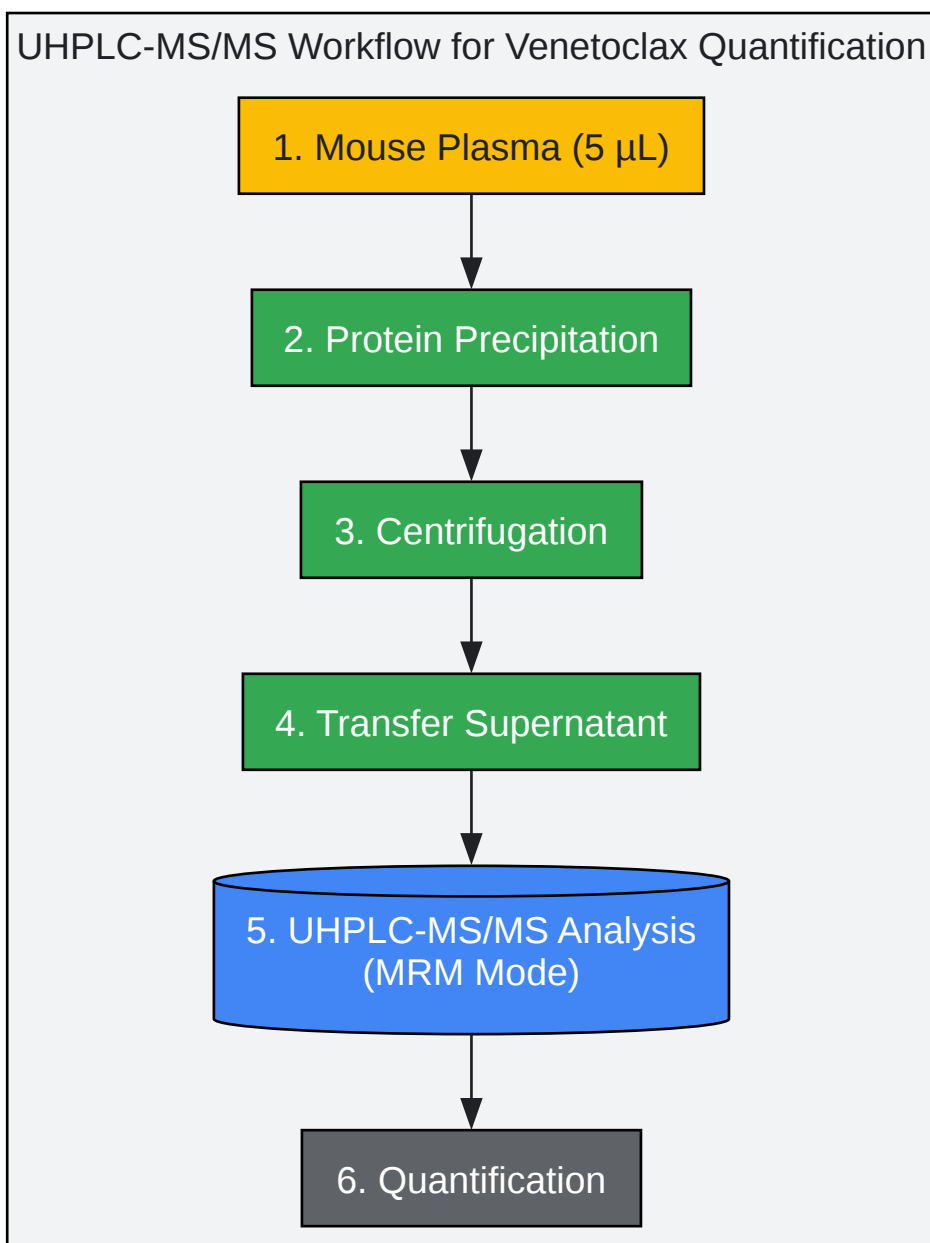 UHPLC-MS/MS Workflow for Venetoclax Quantification
1. Mouse Plasma (5 µL)
2. Protein Precipitation
3. Centrifugation
4. Transfer Supernatant
5. UHPLC-MS/MS Analysis
(MRM Mode)
6. Quantification